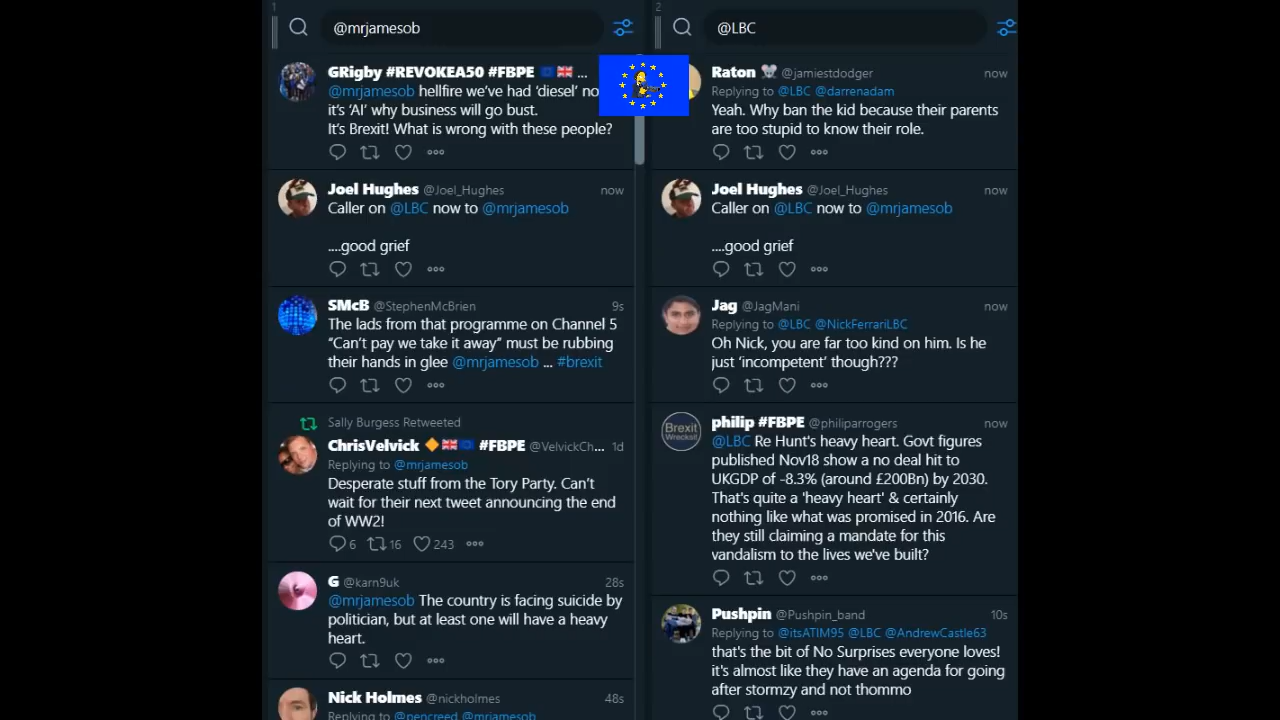 1
@mrjamesob
GRigby #REVOKEA50 #FBPE ...
@mrjamesob hellfire we’ve had ‘diesel’ no
it’s ‘AI’ why business will go bust.
It’s Brexit! What is wrong with these people?
Joel Hughes @Joel_Hughes now
Caller on @LBC now to @mrjamesob
....good grief
SMcB @StephenMcBrien 9s
The lads from that programme on Channel 5
“Can’t pay we take it away” must be rubbing
their hands in glee @mrjamesob ... #brexit
Sally Burgess Retweeted
ChrisVelvick #FBPE @VelvickCh... 1d
Replying to @mrjamesob
Desperate stuff from the Tory Party. Can’t
wait for their next tweet announcing the end
of WW2!
6 16 243
G @karn9uk 28s
@mrjamesob The country is facing suicide by
politician, but at least one will have a heavy
heart.
Nick Holmes @nickholmes 48s
Replying to @pencreed @mrjamesob
2
@LBC
Raton @jamiestdodger now
Replying to @LBC @darrenadam
Yeah. Why ban the kid because their parents
are too stupid to know their role.
Joel Hughes @Joel_Hughes now
Caller on @LBC now to @mrjamesob
....good grief
Jag @JagMani now
Replying to @LBC @NickFerrariLBC
Oh Nick, you are far too kind on him. Is he
just ‘incompetent’ though???
Brexit
Wrecksit
philip #FBPE @philiparrogers now
@LBC Re Hunt's heavy heart. Govt figures
published Nov18 show a no deal hit to
UKGDP of -8.3% (around £200Bn) by 2030.
That's quite a 'heavy heart' & certainly
nothing like what was promised in 2016. Are
they still claiming a mandate for this
vandalism to the lives we've built?
Pushpin @Pushpin_band 10s
Replying to @itsATIM95 @LBC @AndrewCastle63
that's the bit of No Surprises everyone loves!
it's almost like they have an agenda for going
after stormzy and not thommo